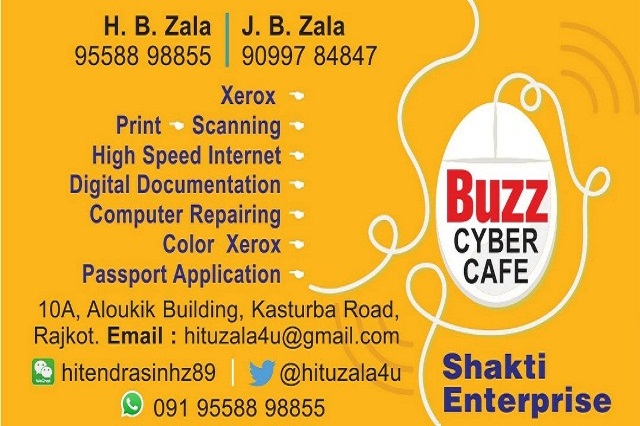 H. B. Zala | J. B. Zala
95588 98855 | 90997 84847
Xerox
Print Scanning
High Speed Internet
Digital Documentation
Computer Repairing
Color Xerox
Passport Application
10A, Aloukik Building, Kasturba Road,
Rajkot. Email : hituzala4u@gmail.com
WeChat
hitendrasinhz89 | @hituzala4u
091 95588 98855
Buzz
CYBER
CAFE
Shakti
Enterprise